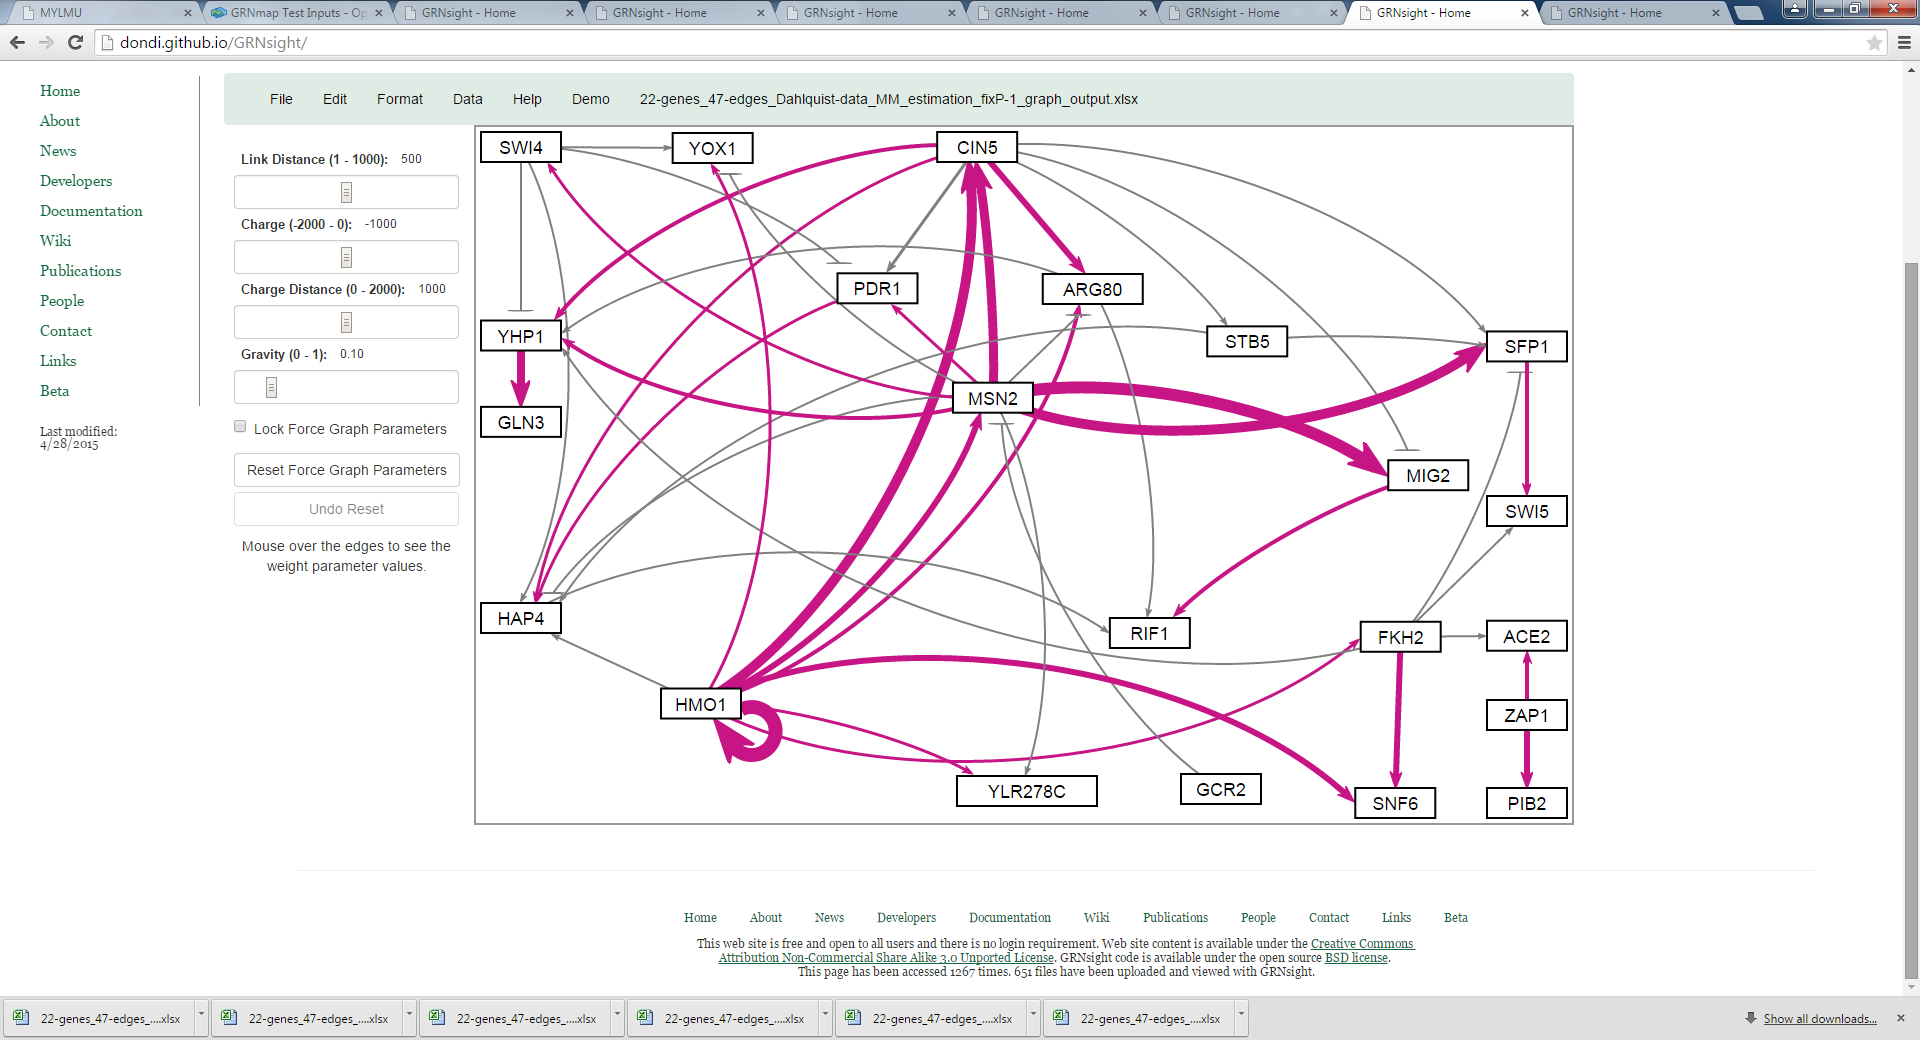 MYLMU
GRNmap Test Inputs - Op
GRNsight - Home
GRNsight - Home
GRNsight - Home
GRNsight - Home
GRNsight - Home
GRNsight - Home
GRNsight - Home
dondi.github.io/GRNsight/
Home
About
News
Developers
Documentation
Wiki
Publications
People
Contact
Links
Beta
Last modified:
4/28/2015
File Edit Format Data Help Demo 22-genes_47-edges_Dahlquist-data_MM_estimation_fixP-1_graph_output.xlsx
Link Distance (1 - 1000): 500
Charge (-2000 - 0): -1000
Charge Distance (0 - 2000): 1000
Gravity (0 - 1): 0.10
Lock Force Graph Parameters
Reset Force Graph Parameters
Undo Reset
Mouse over the edges to see the
weight parameter values.
SWI4
YOX1
CIN5
PDR1
ARG80
YHP1
STB5
SFP1
MSN2
GLN3
MIG2
SWI5
HAP4
RIF1
FKH2
ACE2
HMO1
ZAP1
YLR278C
GCR2
SNF6
PIB2
Home About News Developers Documentation Wiki Publications People Contact Links Beta
This web site is free and open to all users and there is no login requirement. Web site content is available under the Creative Commons
Attribution Non-Commercial Share Alike 3.0 Unported License. GRNsight code is available under the open source BSD license.
This page has been accessed 1267 times. 651 files have been uploaded and viewed with GRNsight.
22-genes_47-edges_....xlsx
22-genes_47-edges_....xlsx
22-genes_47-edges_....xlsx
22-genes_47-edges_....xlsx
22-genes_47-edges_....xlsx
22-genes_47-edges_....xlsx
Show all downloads...